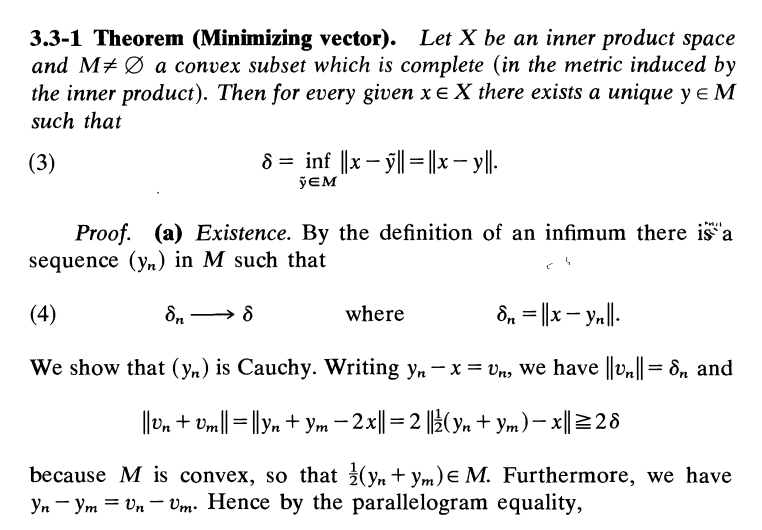 3.3-1 Theorem (Minimizing vector). Let X be an inner product space
and M≠ ∅ a convex subset which is complete (in the metric induced by
the inner product). Then for every given x ∈ X there exists a unique y ∈ M
such that
(3) δ = inf ‖x − ỹ‖ = ‖x − y‖.
ỹ∈M
Proof. (a) Existence. By the definition of an infimum there is a
sequence (yₙ) in M such that
(4) δₙ ⟶ δ where δₙ = ‖x − yₙ‖.
We show that (yₙ) is Cauchy. Writing yₙ − x = vₙ, we have ‖vₙ‖ = δₙ and
‖vₙ + vₘ‖ = ‖yₙ + yₘ − 2x‖ = 2 ‖½(yₙ + yₘ) − x‖ ≧ 2δ
because M is convex, so that ½(yₙ + yₘ) ∈ M. Furthermore, we have
yₙ − yₘ = vₙ − vₘ. Hence by the parallelogram equality,